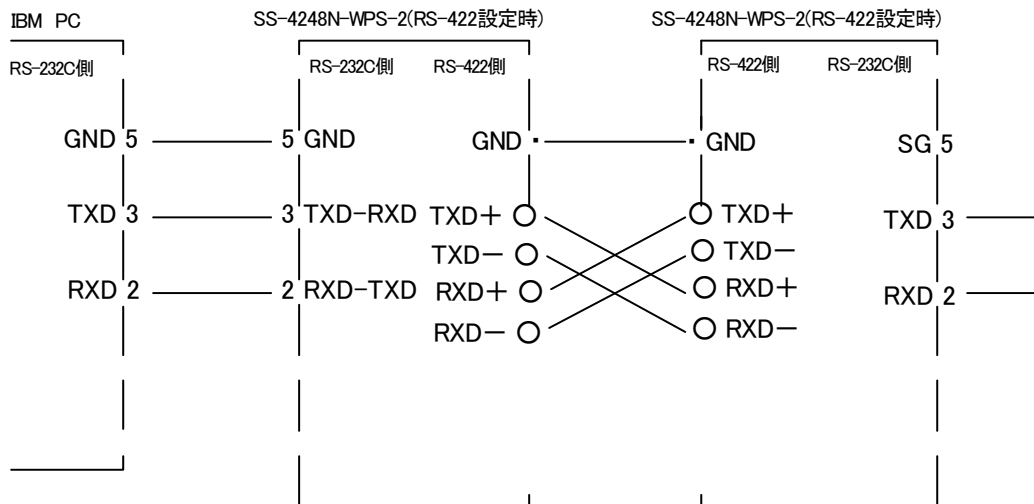 IBM PC SS-4248N-WPS-2(RS-422設定時) SS-4248N-WPS-2(RS-422設定時)
RS-232C側 RS-232C側 RS-422側 RS-422側 RS-232C側
GND 5 5 GND GND GND SG 5
TXD 3 3 TXD-RXD TXD+ TXD+ TXD 3
TXD- TXD-
RXD 2 2 RXD-TXD RXD+ RXD+ RXD 2
RXD- RXD-